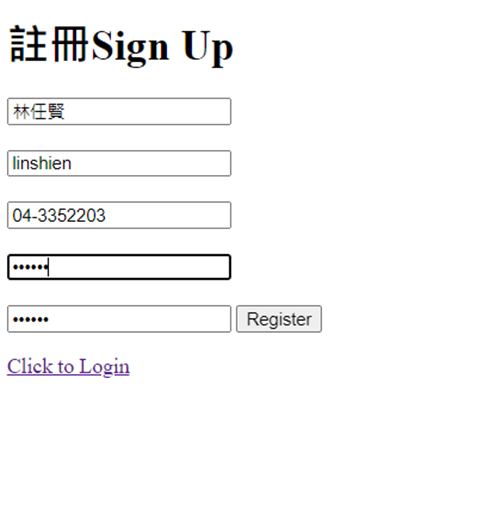 註冊Sign Up
林任賢
linshien
04-3352203
••••••
•••••• Register
Click to Login